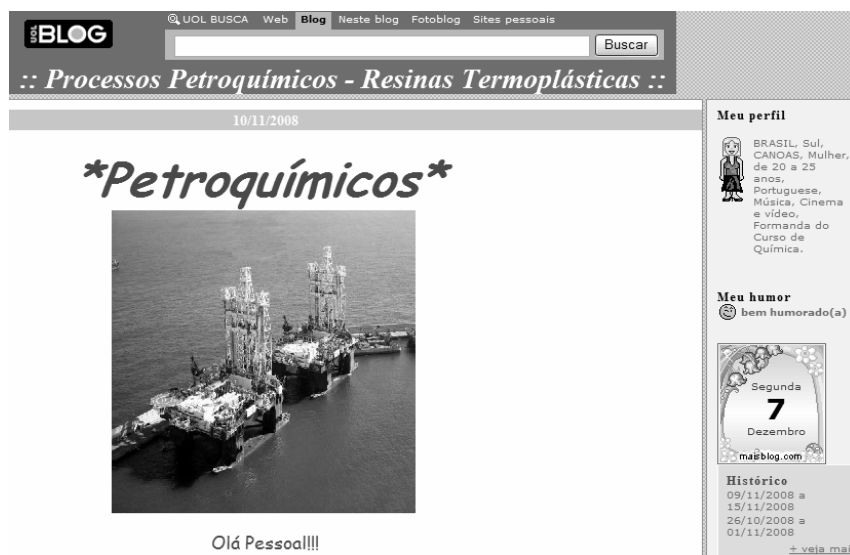 UOL BLOG
UOL BUSCA Web Blog Neste blog Fotoblog Sites pessoais
Buscar
:: Processos Petroquímicos - Resinas Termoplásticas ::
10/11/2008
*Petroquímicos*
Olá Pessoal!!!
Meu perfil
BRASIL, Sul,
CANOAS, Mulher,
de 20 a 25
anos,
Portuguese,
Música, Cinema
e vídeo,
Formanda do
Curso de
Química.
Meu humor
bem humorado(a)
Segunda
7
Dezembro
maisblog.com
Histórico
09/11/2008 a
15/11/2008
26/10/2008 a
01/11/2008
+ veja mai